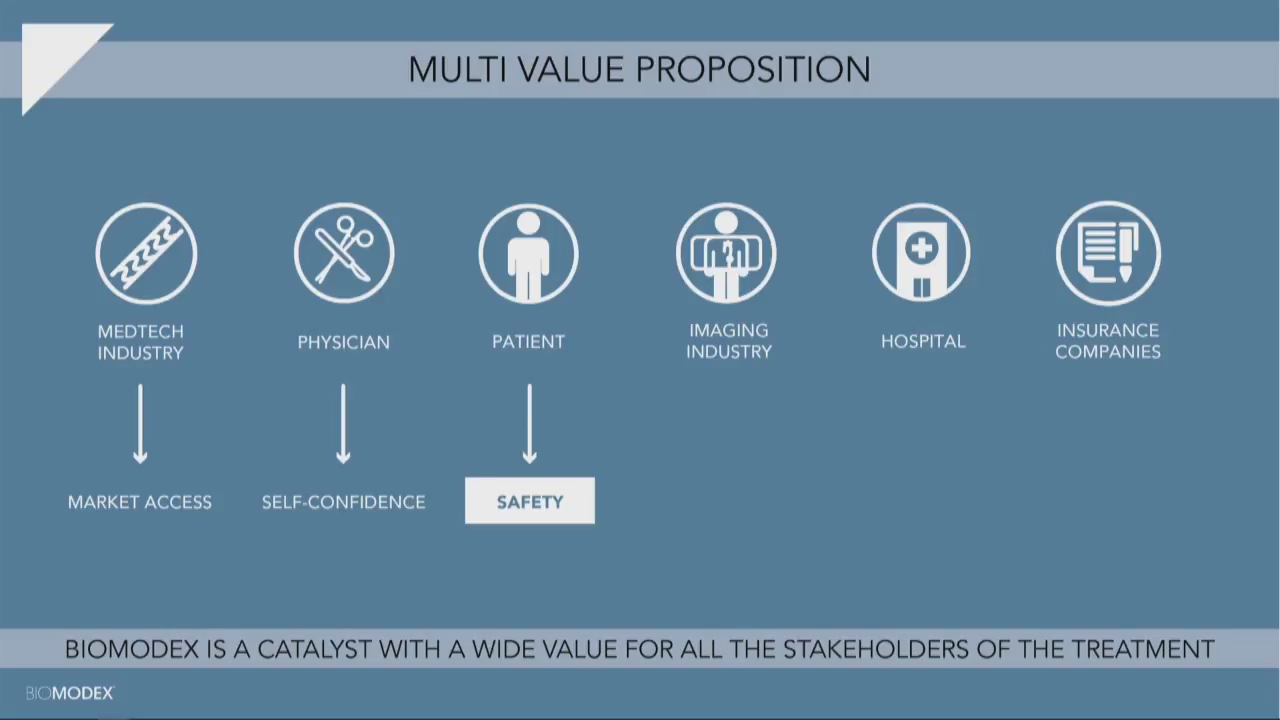 MULTI VALUE PROPOSITION
MEDTECH
INDUSTRY
PHYSICIAN
PATIENT
IMAGING
INDUSTRY
HOSPITAL
INSURANCE
COMPANIES
MARKET ACCESS
SELF-CONFIDENCE
SAFETY
BIOMODEX IS A CATALYST WITH A WIDE VALUE FOR ALL THE STAKEHOLDERS OF THE TREATMENT
BIOMODEX